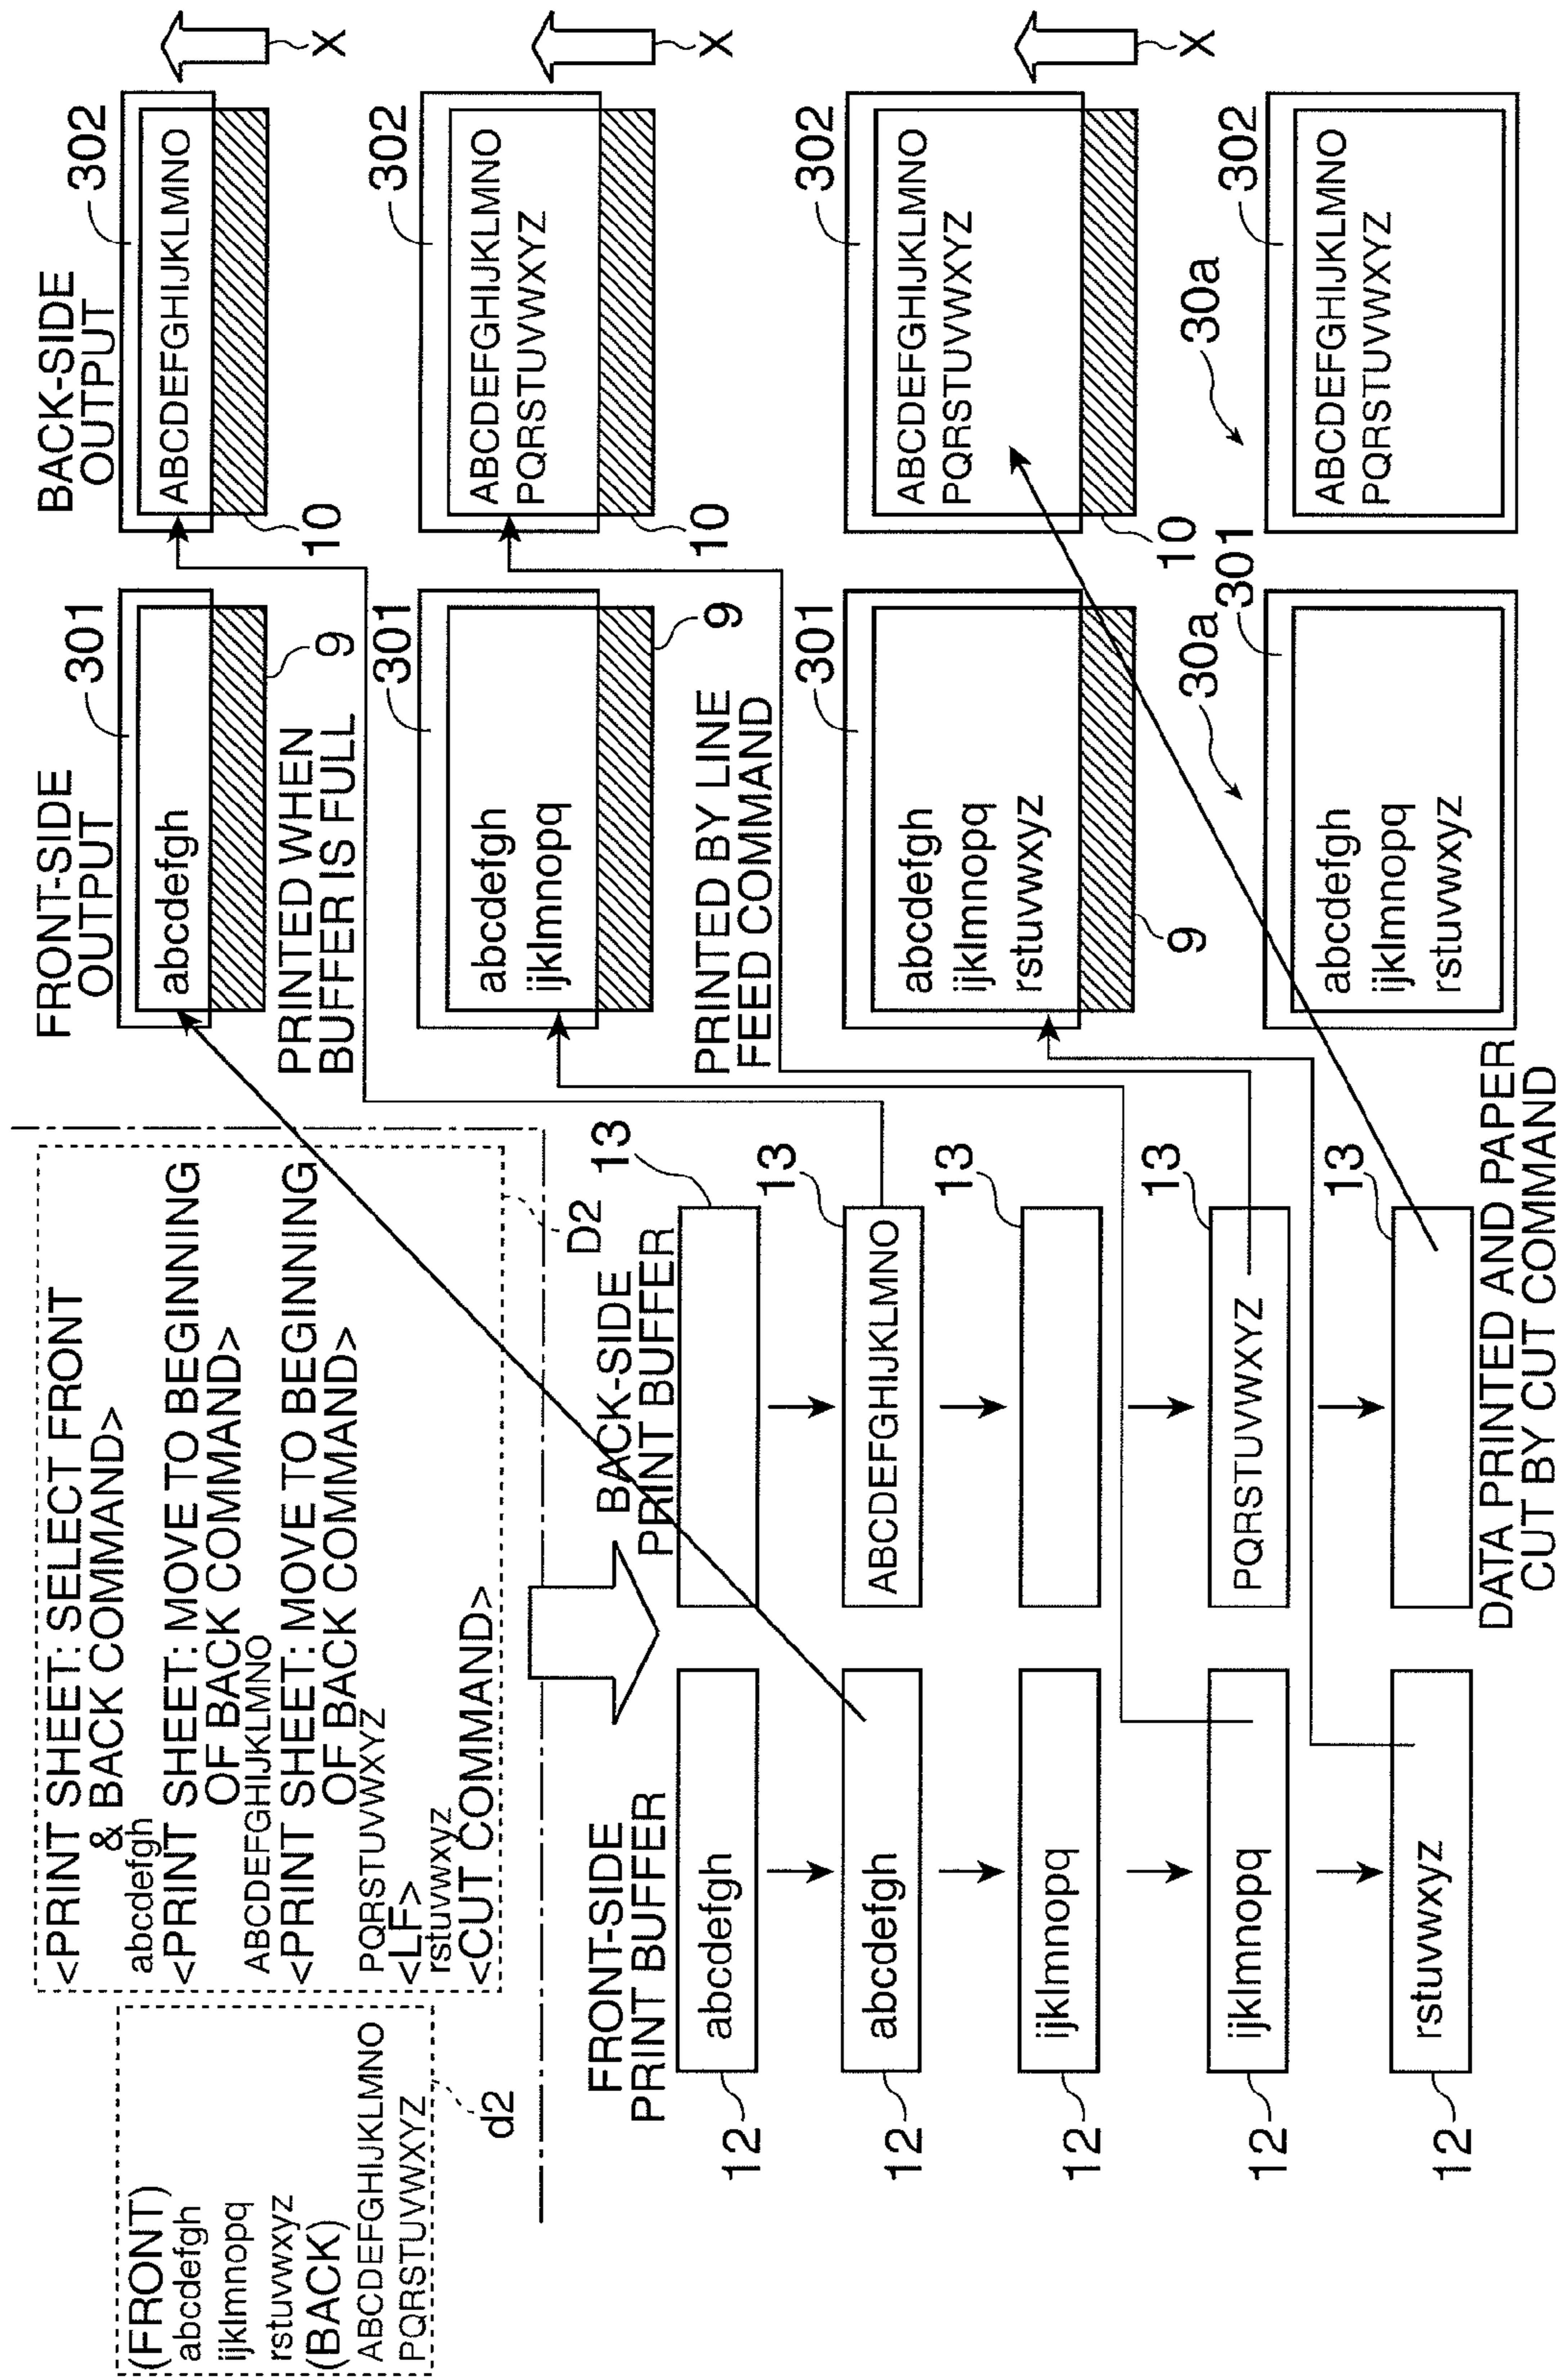 (FRONT)
abcdefgh
ijklmnopq
rstuvwxyz
(BACK)
ABCDEFGHIJKLMNO
PQRSTUVWXYZ
d2
<PRINT SHEET: SELECT FRONT
& BACK COMMAND>
abcdefgh
<PRINT SHEET: MOVE TO BEGINNING
OF BACK COMMAND>
ABCDEFGHIJKLMNO
<PRINT SHEET: MOVE TO BEGINNING
OF BACK COMMAND>
PQRSTUVWXYZ
<LF>
rstuvwxyz
<CUT COMMAND>
D2
FRONT-SIDE
PRINT BUFFER
BACK-SIDE
PRINT BUFFER
12
abcdefgh
13
12
abcdefgh
ABCDEFGHIJKLMNO
13
12
ijklmnopq
13
12
ijklmnopq
PQRSTUVWXYZ
13
12
rstuvwxyz
13
DATA PRINTED AND PAPER
CUT BY CUT COMMAND
FRONT-SIDE
OUTPUT
BACK-SIDE
OUTPUT
301
302
abcdefgh
ABCDEFGHIJKLMNO
X
9
10
PRINTED WHEN
BUFFER IS FULL
301
302
abcdefgh
ijklmnopq
ABCDEFGHIJKLMNO
PQRSTUVWXYZ
X
9
10
PRINTED BY LINE
FEED COMMAND
301
302
abcdefgh
ijklmnopq
rstuvwxyz
ABCDEFGHIJKLMNO
PQRSTUVWXYZ
X
9
10
30a
301
30a
302
abcdefgh
ijklmnopq
rstuvwxyz
ABCDEFGHIJKLMNO
PQRSTUVWXYZ